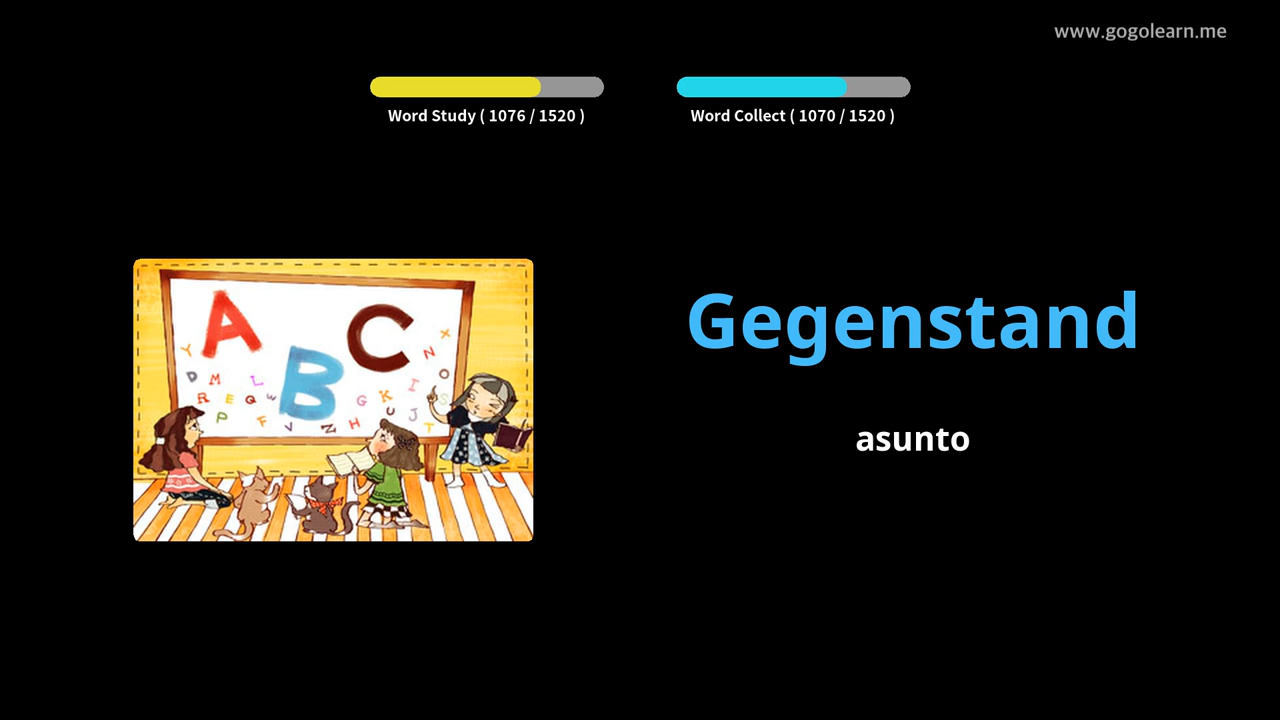 www.gogolearn.me
Word Study ( 1076 / 1520 )
Word Collect ( 1070 / 1520 )
Gegenstand
asunto
A
B
C
Y
X
N
O
D M L I
R E Q W G K S
P F V Z H U J T